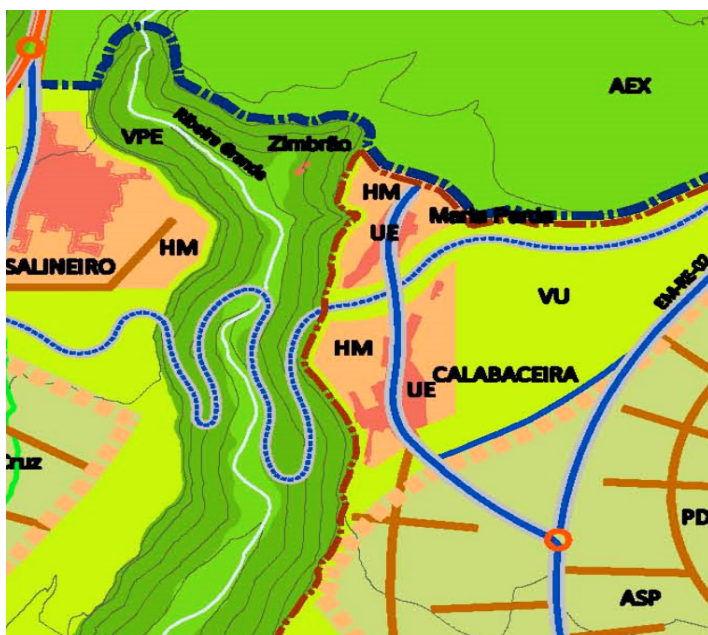 AEX
VPE
Ribeira Grande
Zimbrão
HM
Maria Parda
UE
HM
SALINEIRO
EM-RE-02
VU
HM
CALABACEIRA
UE
Cruz
PD
ASP